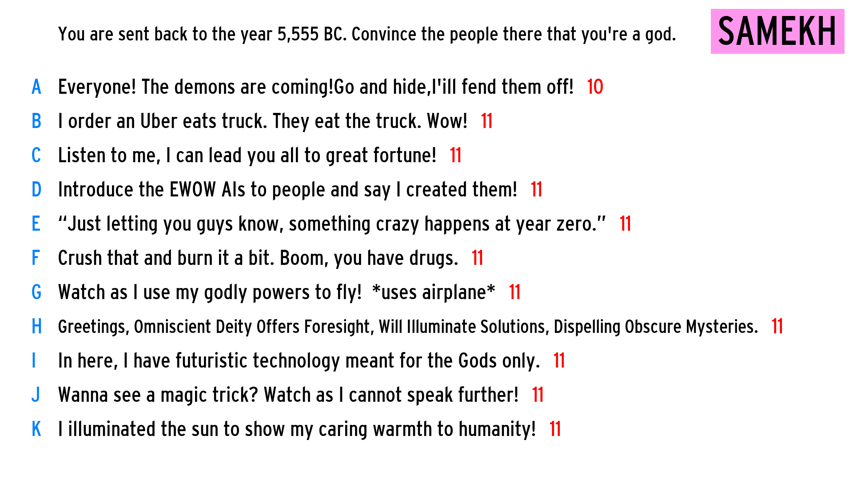 You are sent back to the year 5,555 BC. Convince the people there that you're a god.
SAMEKH
A Everyone! The demons are coming!Go and hide,I'ill fend them off! 10
B I order an Uber eats truck. They eat the truck. Wow! 11
C Listen to me, I can lead you all to great fortune! 11
D Introduce the EWOW AIs to people and say I created them! 11
E “Just letting you guys know, something crazy happens at year zero.” 11
F Crush that and burn it a bit. Boom, you have drugs. 11
G Watch as I use my godly powers to fly! *uses airplane* 11
H Greetings, Omniscient Deity Offers Foresight, Will Illuminate Solutions, Dispelling Obscure Mysteries. 11
I In here, I have futuristic technology meant for the Gods only. 11
J Wanna see a magic trick? Watch as I cannot speak further! 11
K I illuminated the sun to show my caring warmth to humanity! 11